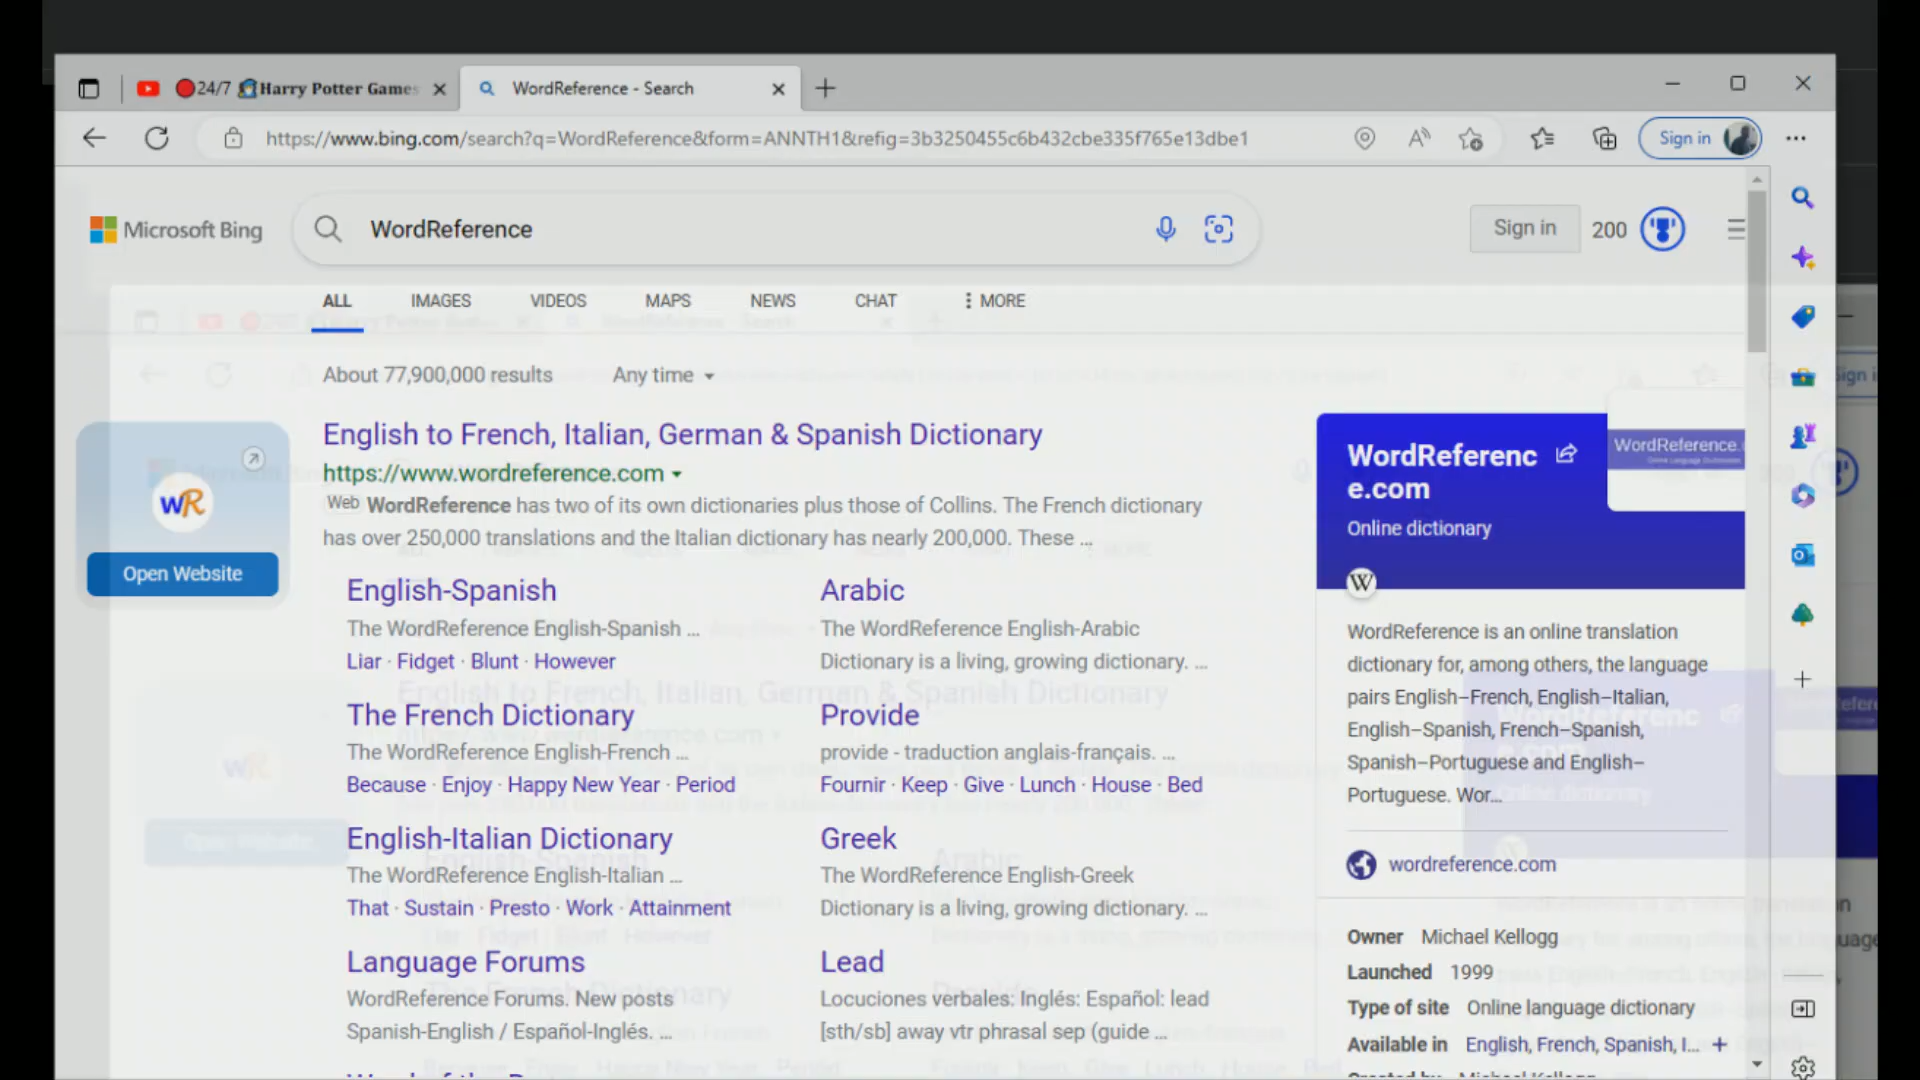 24/7 Harry Potter Games
WordReference - Search
https://www.bing.com/search?q=WordReference&form=ANNTH1&refig=3b3250455c6b432cbe335f765e13dbe1
Sign in
Microsoft Bing
WordReference
Sign in
200
ALL
IMAGES
VIDEOS
MAPS
NEWS
CHAT
MORE
About 77,900,000 results
Any time
WR
Open Website
English to French, Italian, German & Spanish Dictionary
https://www.wordreference.com
Web WordReference has two of its own dictionaries plus those of Collins. The French dictionary
has over 250,000 translations and the Italian dictionary has nearly 200,000. These ...
English-Spanish
The WordReference English-Spanish ...
Liar · Fidget · Blunt · However
Arabic
The WordReference English-Arabic
Dictionary is a living, growing dictionary. ...
The French Dictionary
The WordReference English-French ...
Because · Enjoy · Happy New Year · Period
Provide
provide - traduction anglais-français. ...
Fournir · Keep · Give · Lunch · House · Bed
English-Italian Dictionary
The WordReference English-Italian ...
That · Sustain · Presto · Work · Attainment
Greek
The WordReference English-Greek
Dictionary is a living, growing dictionary. ...
Language Forums
WordReference Forums. New posts
Spanish-English / Español-Inglés. ...
Lead
Locuciones verbales: Inglés: Español: lead
[sth/sb] away vtr phrasal sep (guide ...
WordReferenc
e.com
Online dictionary
WordReference.
W
WordReference is an online translation
dictionary for, among others, the language
pairs English–French, English–Italian,
English–Spanish, French–Spanish,
Spanish–Portuguese and English–
Portuguese. Wor...
wordreference.com
Owner Michael Kellogg
Launched 1999
Type of site Online language dictionary
Available in English, French, Spanish, I... +